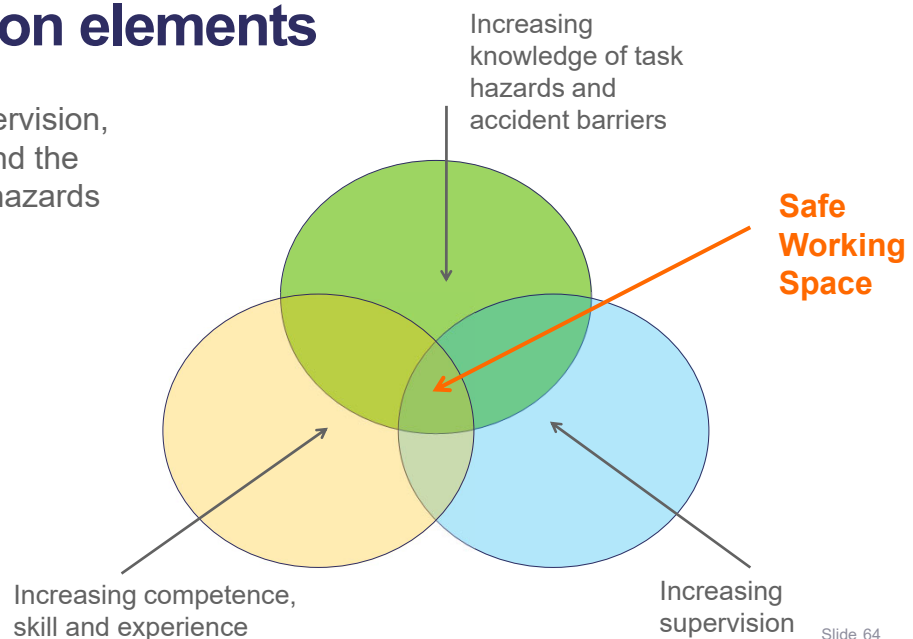 on elements
ervision,
nd the
hazards
Increasing
knowledge of task
hazards and
accident barriers
Safe
Working
Space
Increasing competence,
skill and experience
Increasing
supervision
Slide 64